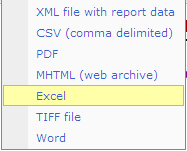 XML file with report data
CSV (comma delimited)
PDF
MHTML (web archive)
Excel
TIFF file
Word